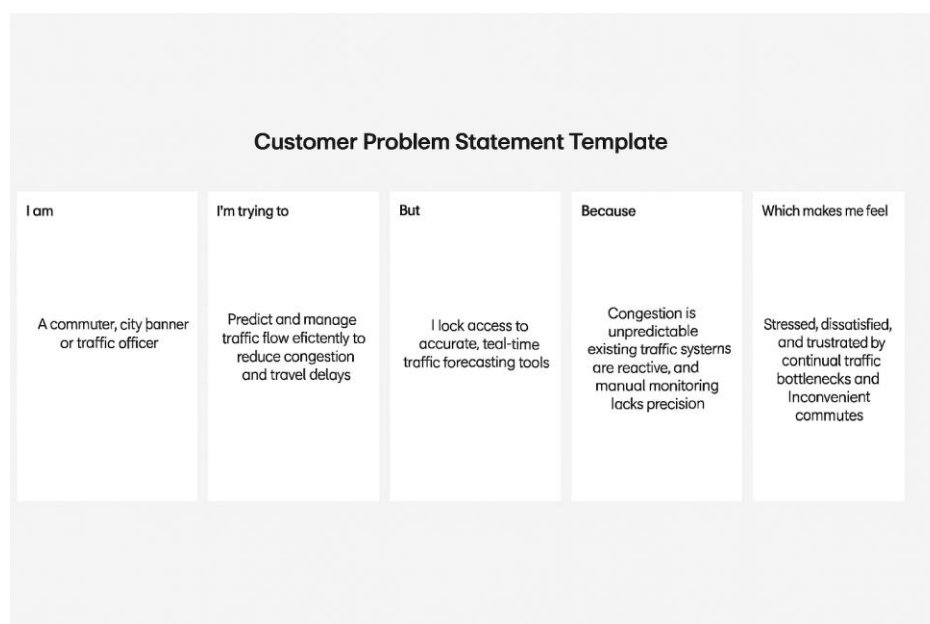 Customer Problem Statement Template
I am
A commuter, city banner
or traffic officer
I'm trying to
Predict and manage
traffic flow efictently to
reduce congestion
and travel delays
But
I lock access to
accurate, teal-time
traffic forecasting tools
Because
Congestion is
unpredictable
existing traffic systems
are reactive, and
manual monitoring
lacks precision
Which makes me feel
Stressed, dissatisfied,
and trustrated by
continual traffic
bottlenecks and
Inconvenient
commutes